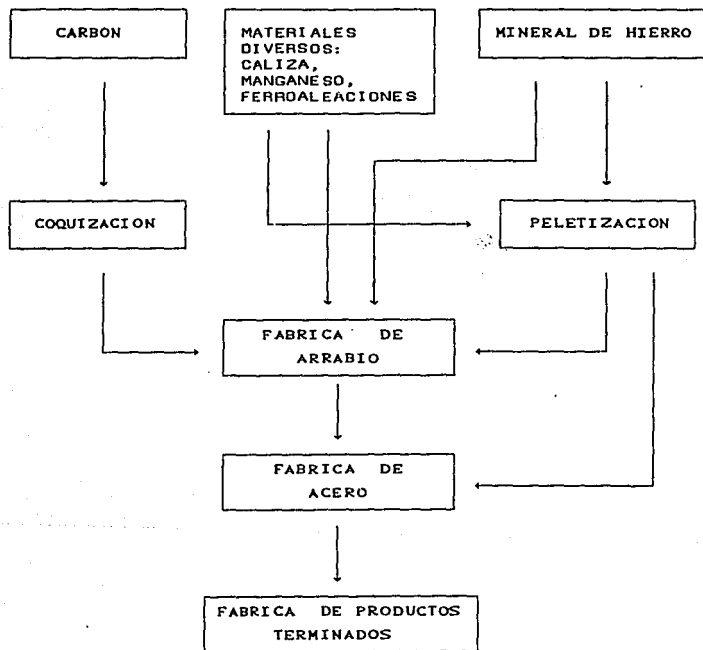 CARBON
MATERIALES
DIVERSOS:
CALIZA,
MANGANESO,
FERROALEACIONES
MINERAL DE HIERRO
COQUIZACION
PELETIZACION
FABRICA DE
ARRABIO
FABRICA DE
ACERO
FABRICA DE PRODUCTOS
TERMINADOS